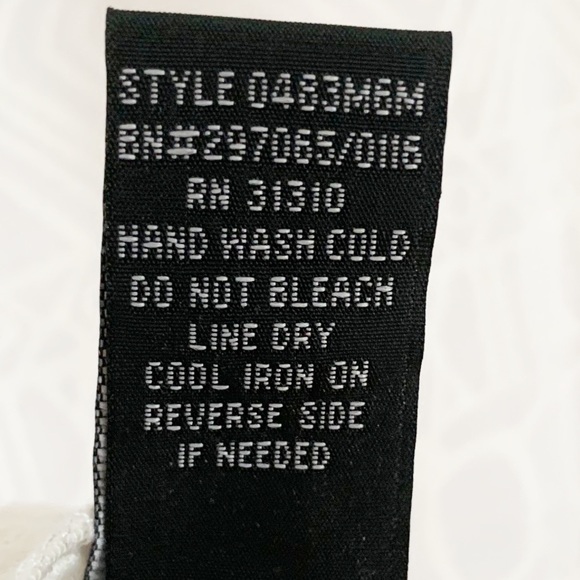 STYLE 0463M6M
BN#297065/0116
RN 31310
HAND WASH COLD
DO NOT BLEACH
LINE DRY
COOL IRON ON
REVERSE SIDE
IF NEEDED